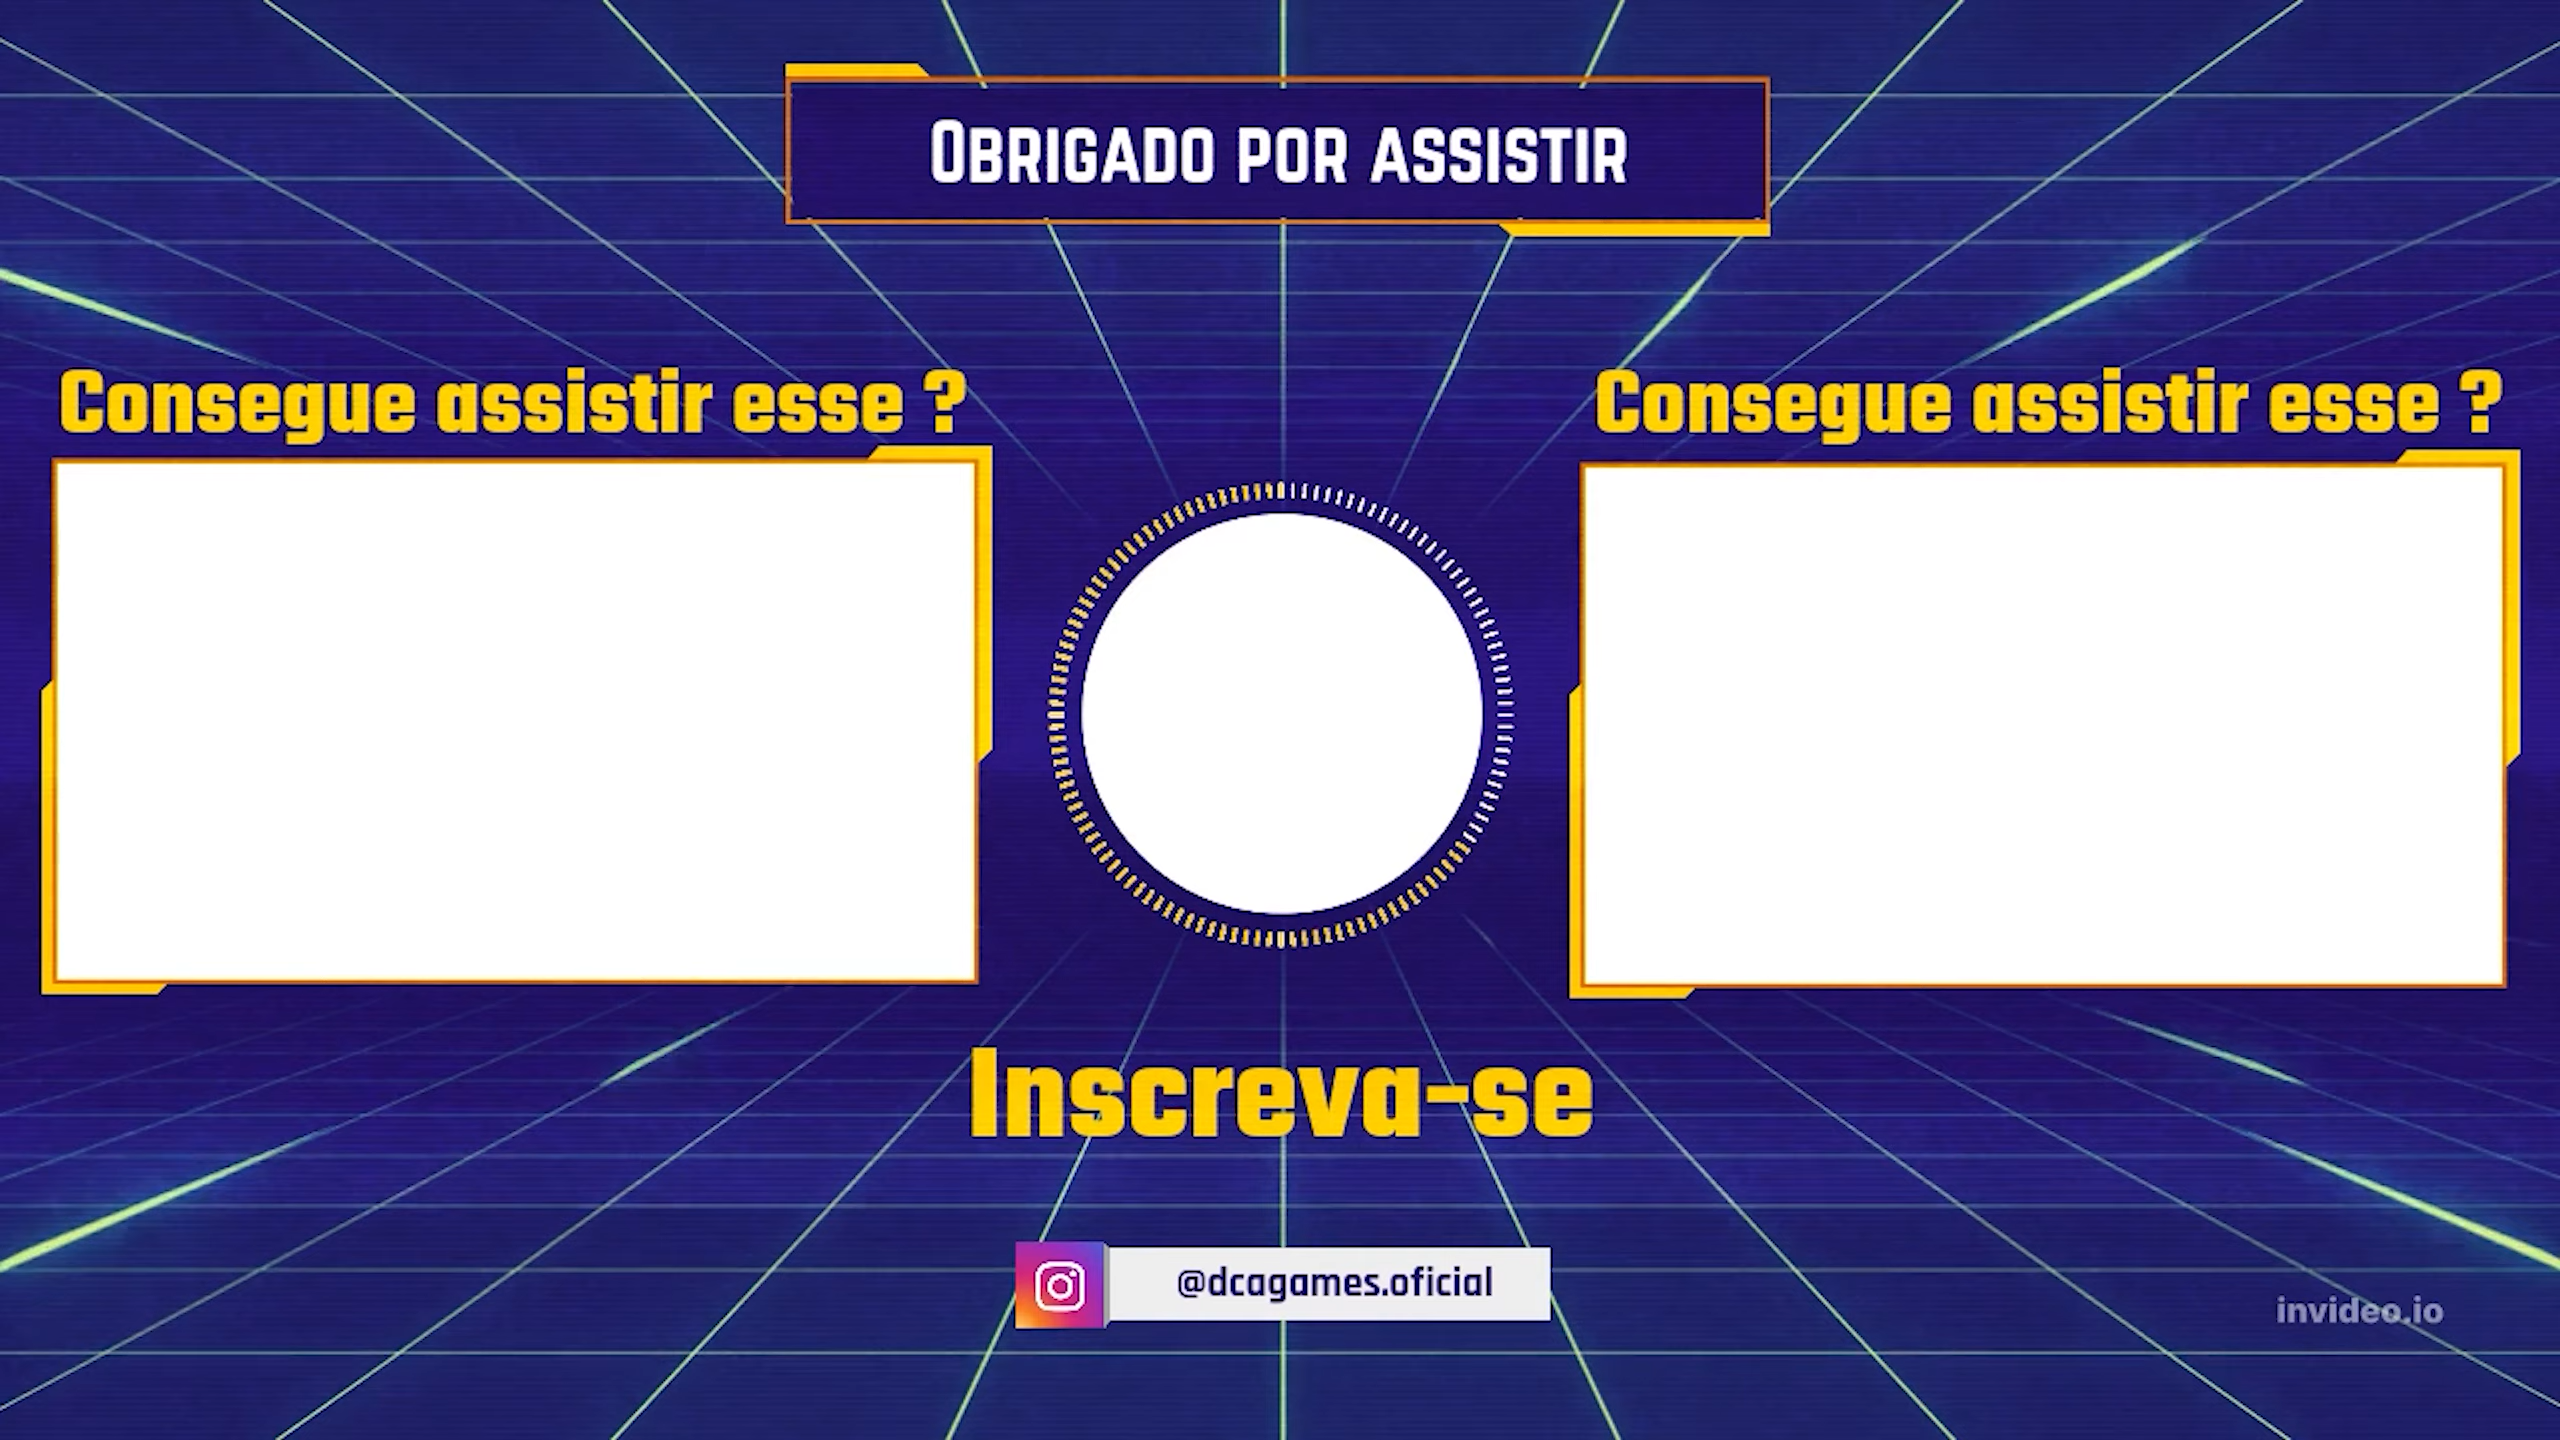 Obrigado por assistir
Consegue assistir esse ?
Consegue assistir esse ?
Inscreva-se
@dcagames.oficial
invideo.io